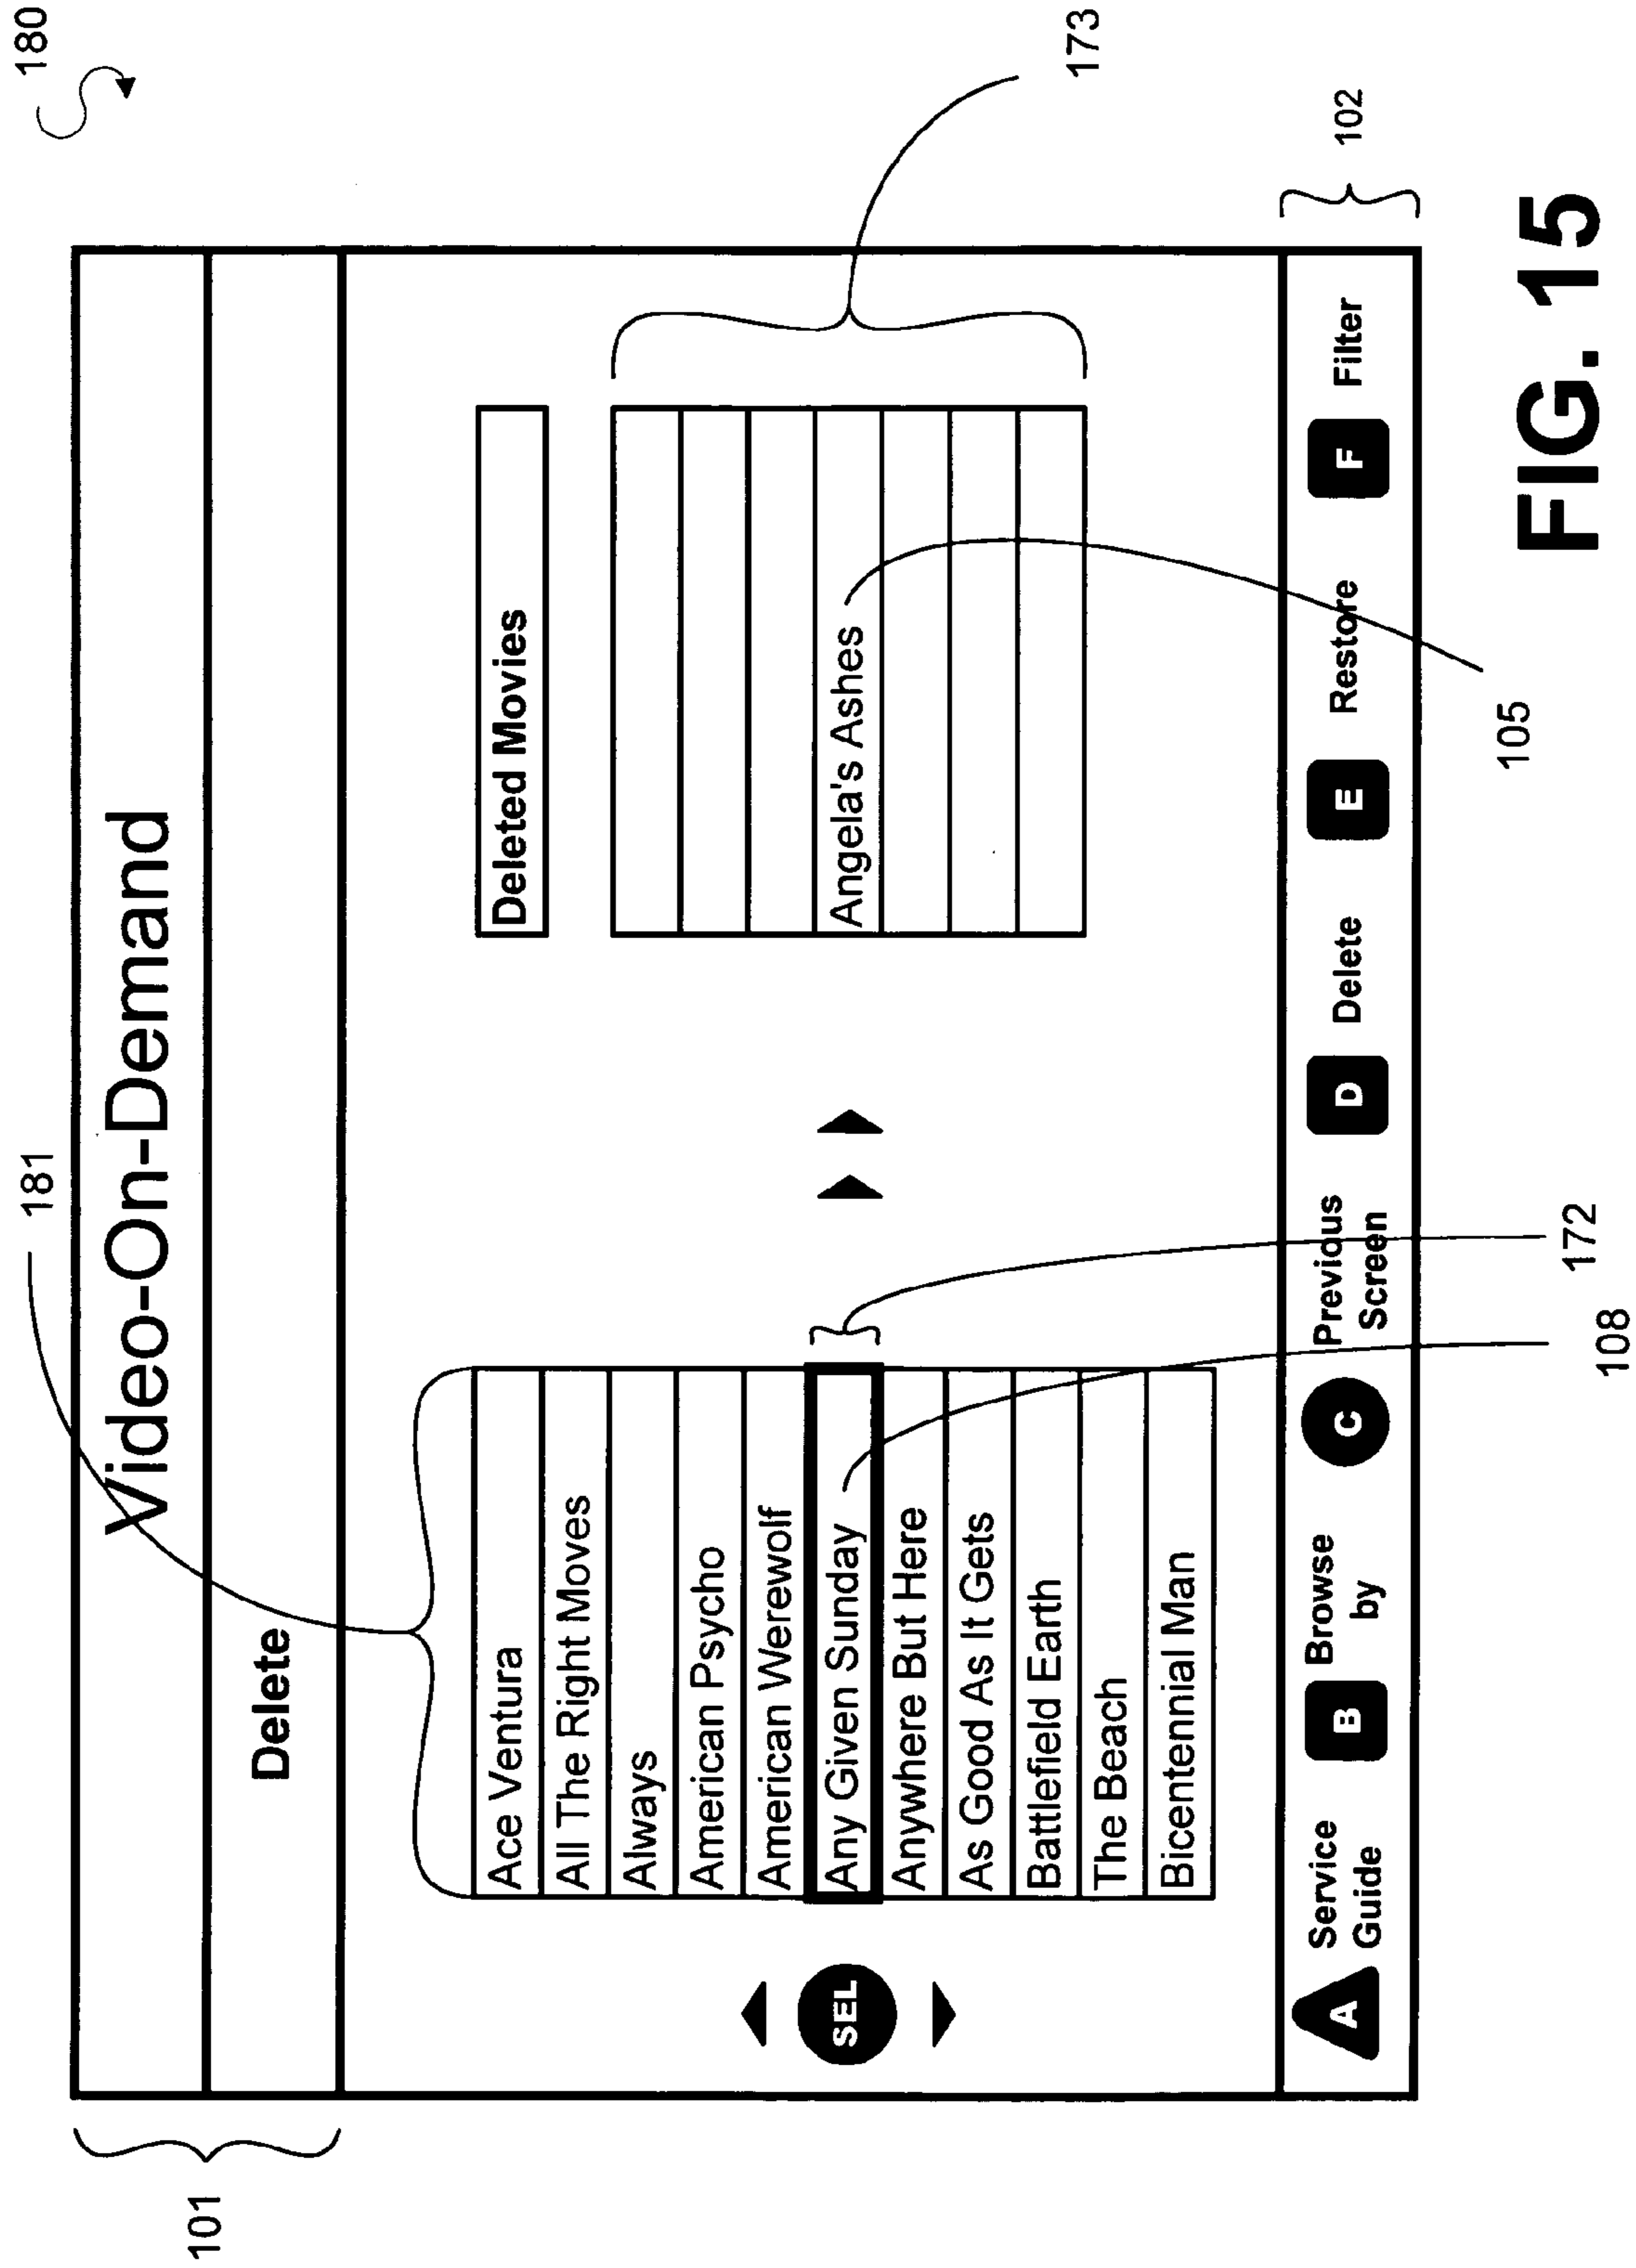 180
181
101
Video-On-Demand
Delete
Ace Ventura
All The Right Moves
Always
American Psycho
American Werewolf
Any Given Sunday
Anywhere But Here
As Good As It Gets
Battlefield Earth
The Beach
Bicentennial Man
SEL
Deleted Movies
Angela's Ashes
173
102
A Service Guide
B Browse by
C Previous Screen
D Delete
E Restore
F Filter
108
172
105
FIG. 15